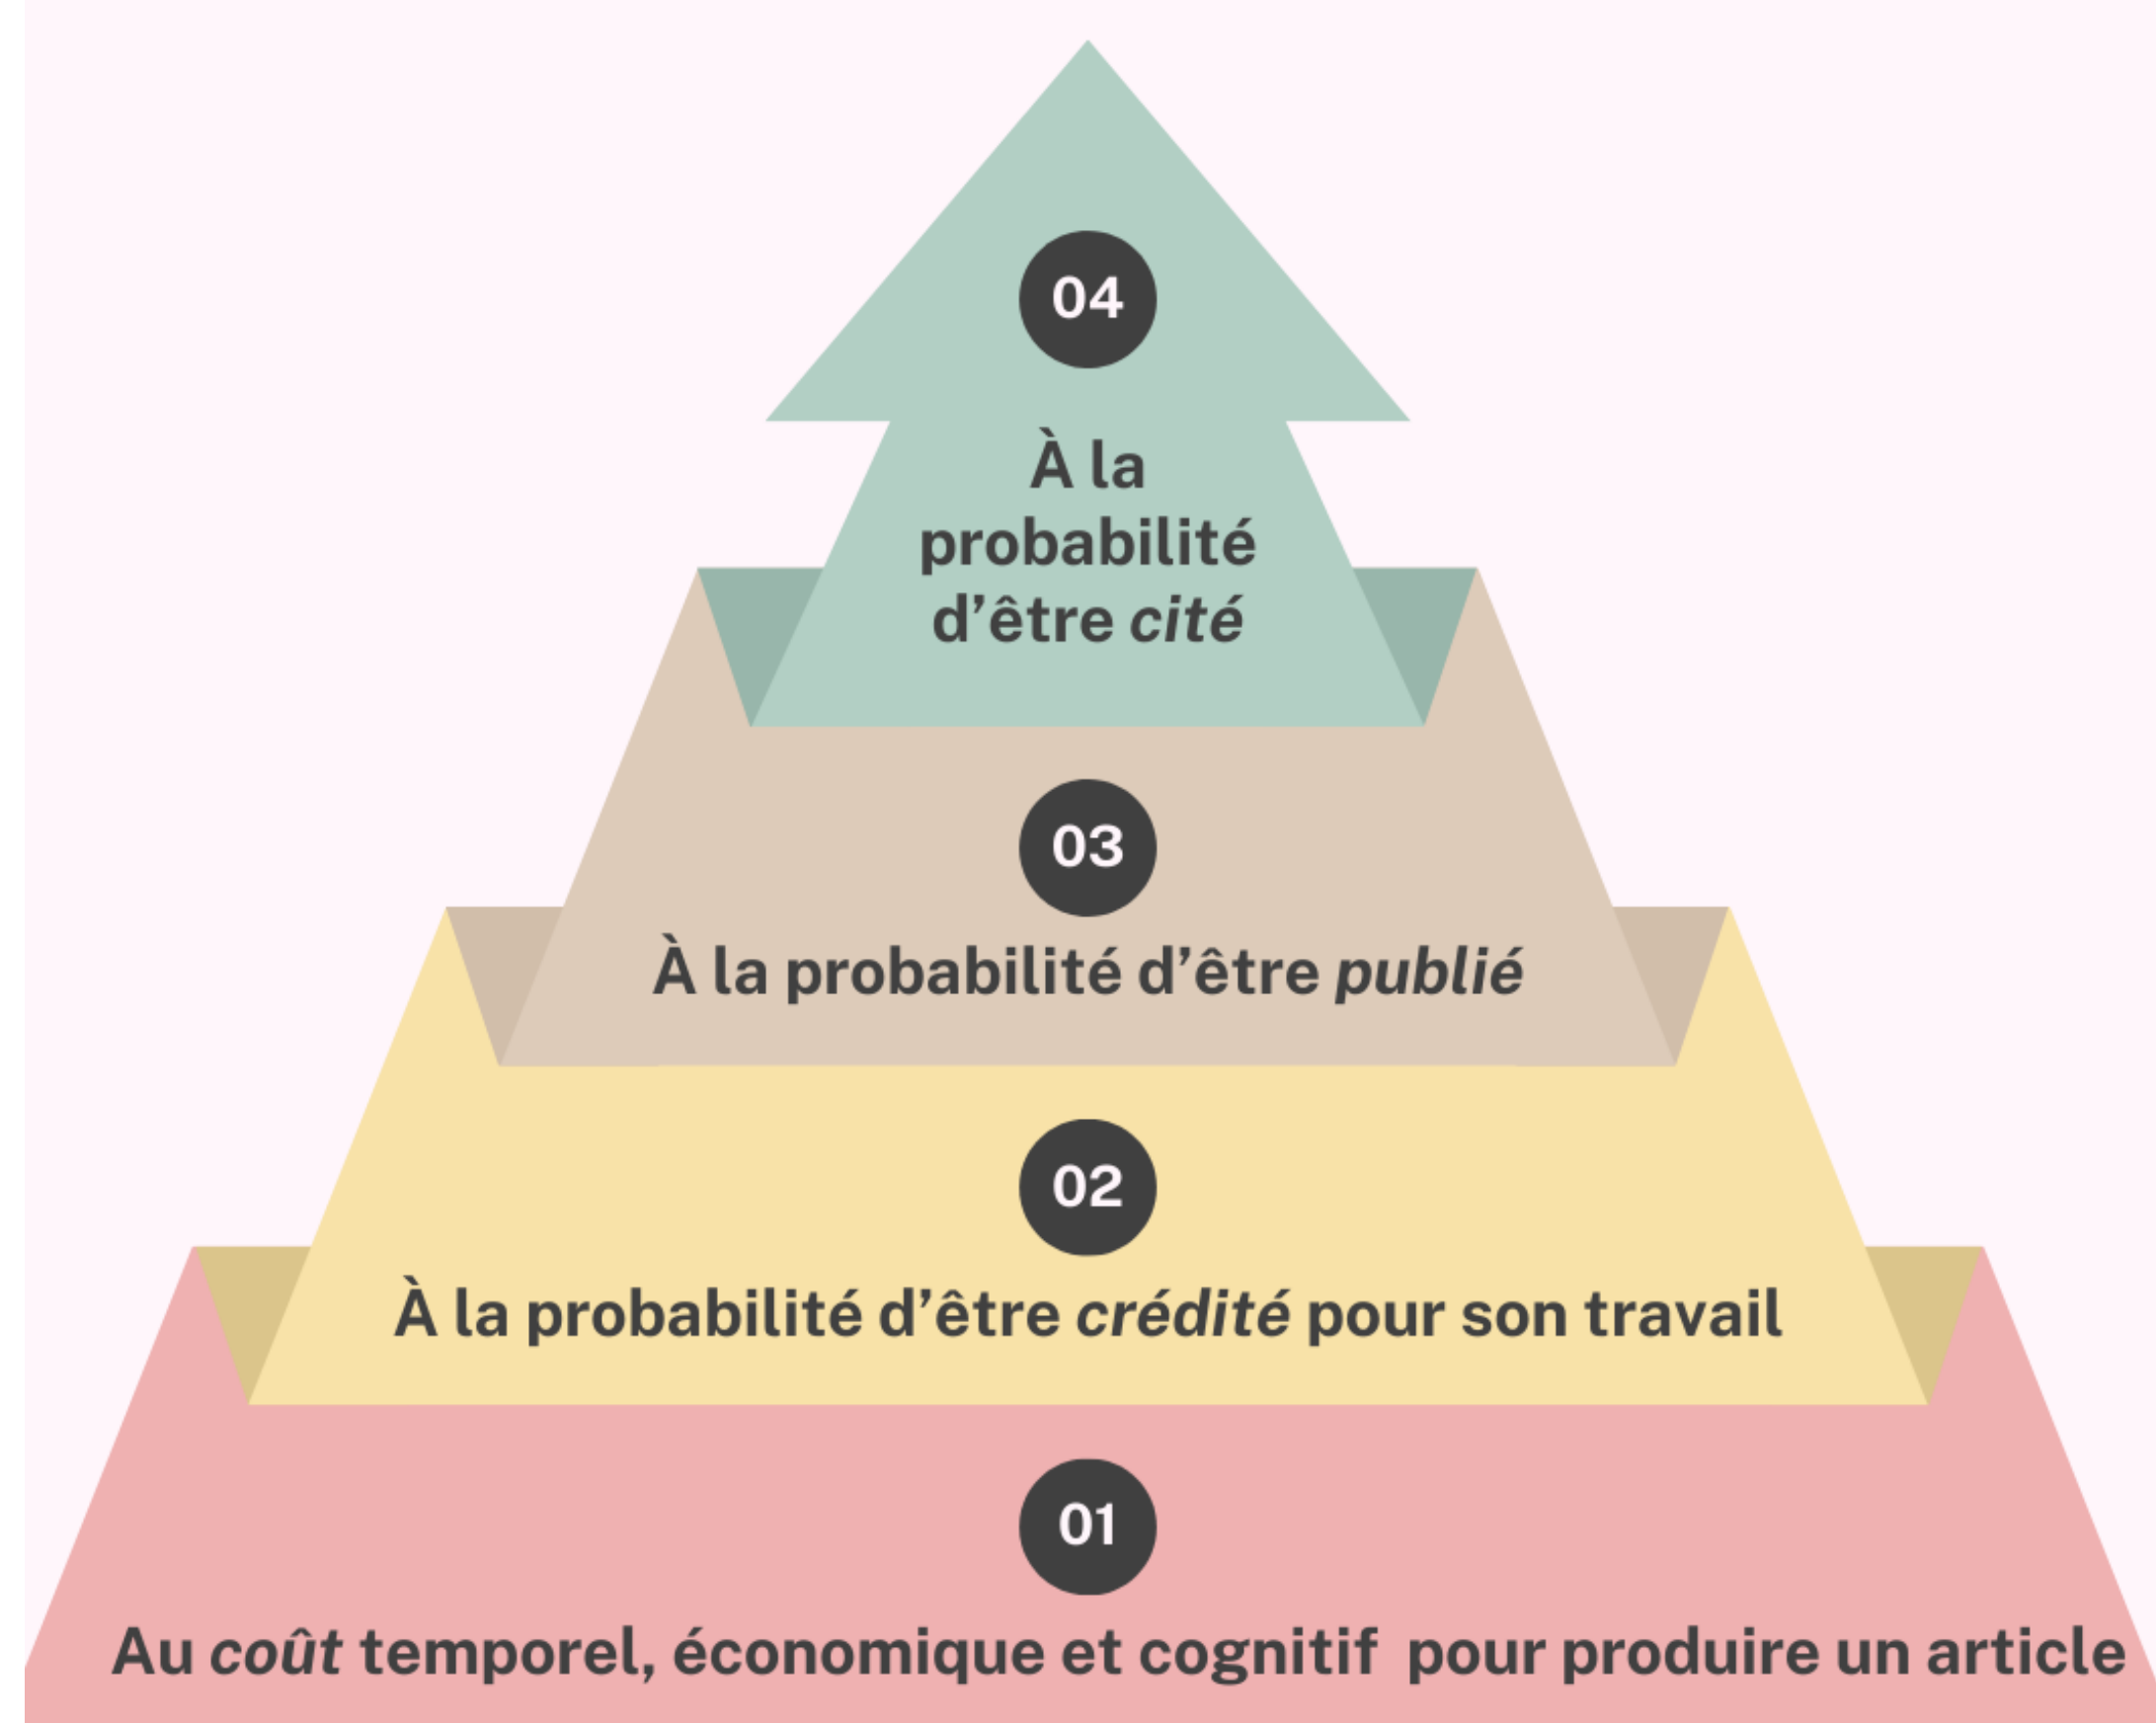 04
À la
probabilité
d’être cité
03
À la probabilité d’être publié
02
À la probabilité d’être crédité pour son travail
01
Au coût temporel, économique et cognitif  pour produire un article